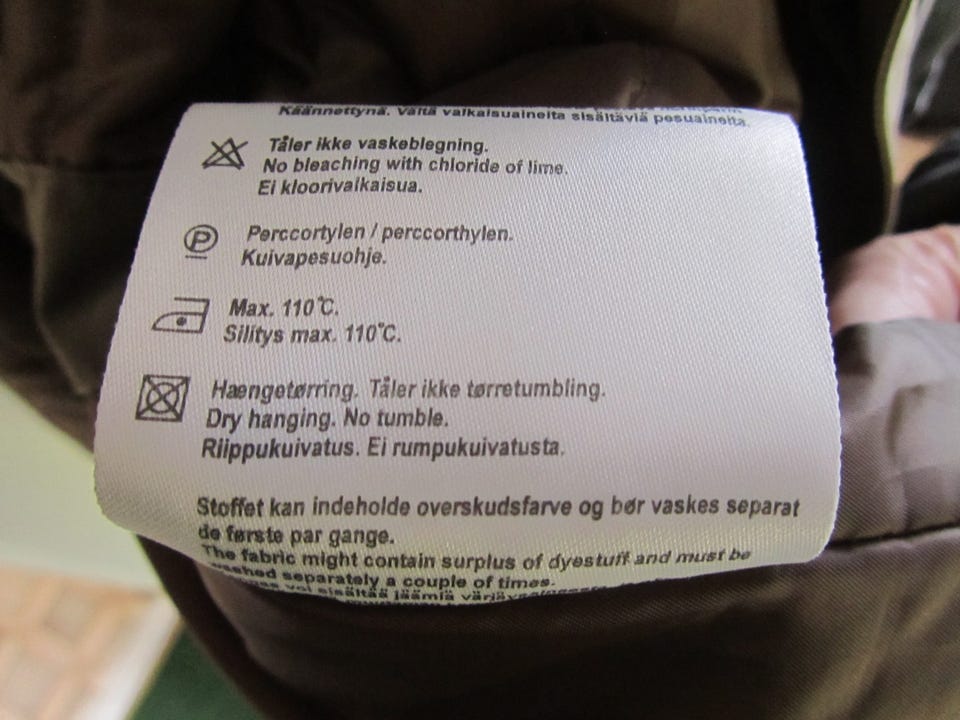 Käännettynä. Vältä valkaisuaineita sisältäviä pesuaineita.
Tåler ikke vaskeblegning.
No bleaching with chloride of lime.
Ei kloorivalkaisua.
P
Perccortylen / perccorthylen.
Kuivapesuohje.
Max. 110°C.
Silitys max. 110°C.
Hængetørring. Tåler ikke tørretumbling.
Dry hanging. No tumble.
Riippukuivatus. Ei rumpukuivatusta.
Stoffet kan indeholde overskudsfarve og bør vaskes separat
de første par gange.
The fabric might contain surplus of dyestuff and must be
washed separately a couple of times.
voi sisältää jäämiä